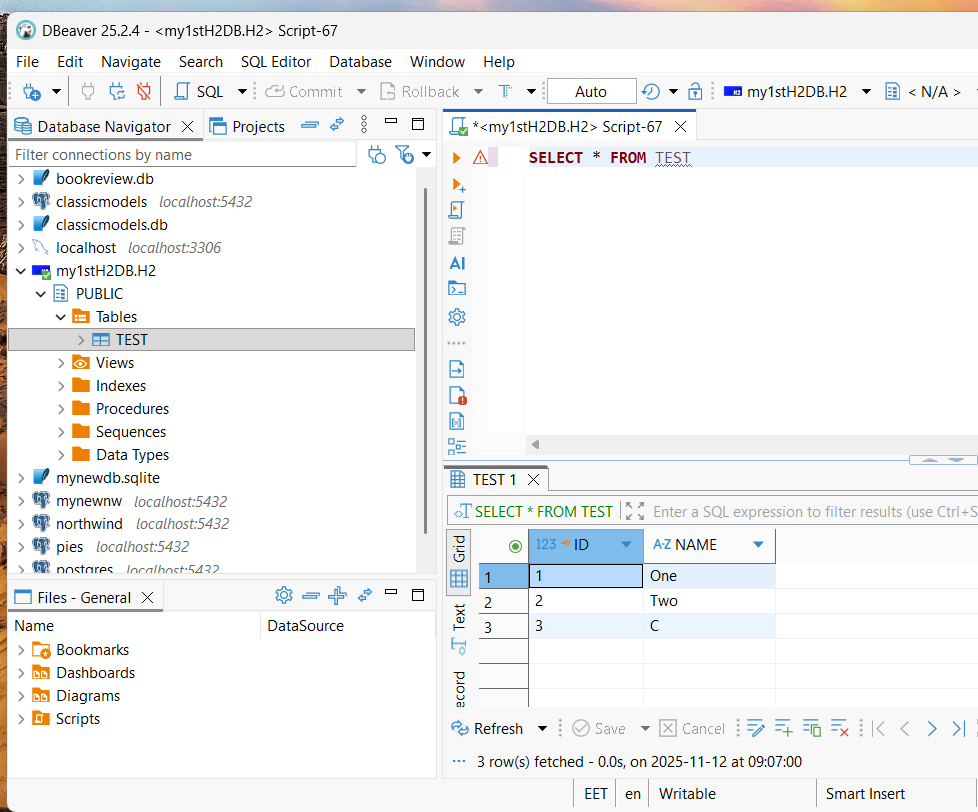 DBeaver 25.2.4 - <my1stH2DB.H2> Script-67
File Edit Navigate Search SQL Editor Database Window Help
SQL Commit Rollback T Auto my1stH2DB.H2 < N/A >
Database Navigator Projects
Filter connections by name
bookreview.db
classicmodels localhost:5432
classicmodels.db
localhost localhost:3306
my1stH2DB.H2
PUBLIC
Tables
TEST
Views
Indexes
Procedures
Sequences
Data Types
mynewdb.sqlite
mynewnw localhost:5432
northwind localhost:5432
pies localhost:5432
postgres localhost:5432
Files - General
Name DataSource
Bookmarks
Dashboards
Diagrams
Scripts
*<my1stH2DB.H2> Script-67
SELECT * FROM TEST
AI
TEST 1
SELECT * FROM TEST Enter a SQL expression to filter results (use Ctrl+S
Grid
Text
ecord
123 ID A-Z NAME
1 1 One
2 2 Two
3 3 C
Refresh Save Cancel
3 row(s) fetched - 0.0s, on 2025-11-12 at 09:07:00
EET en Writable Smart Insert